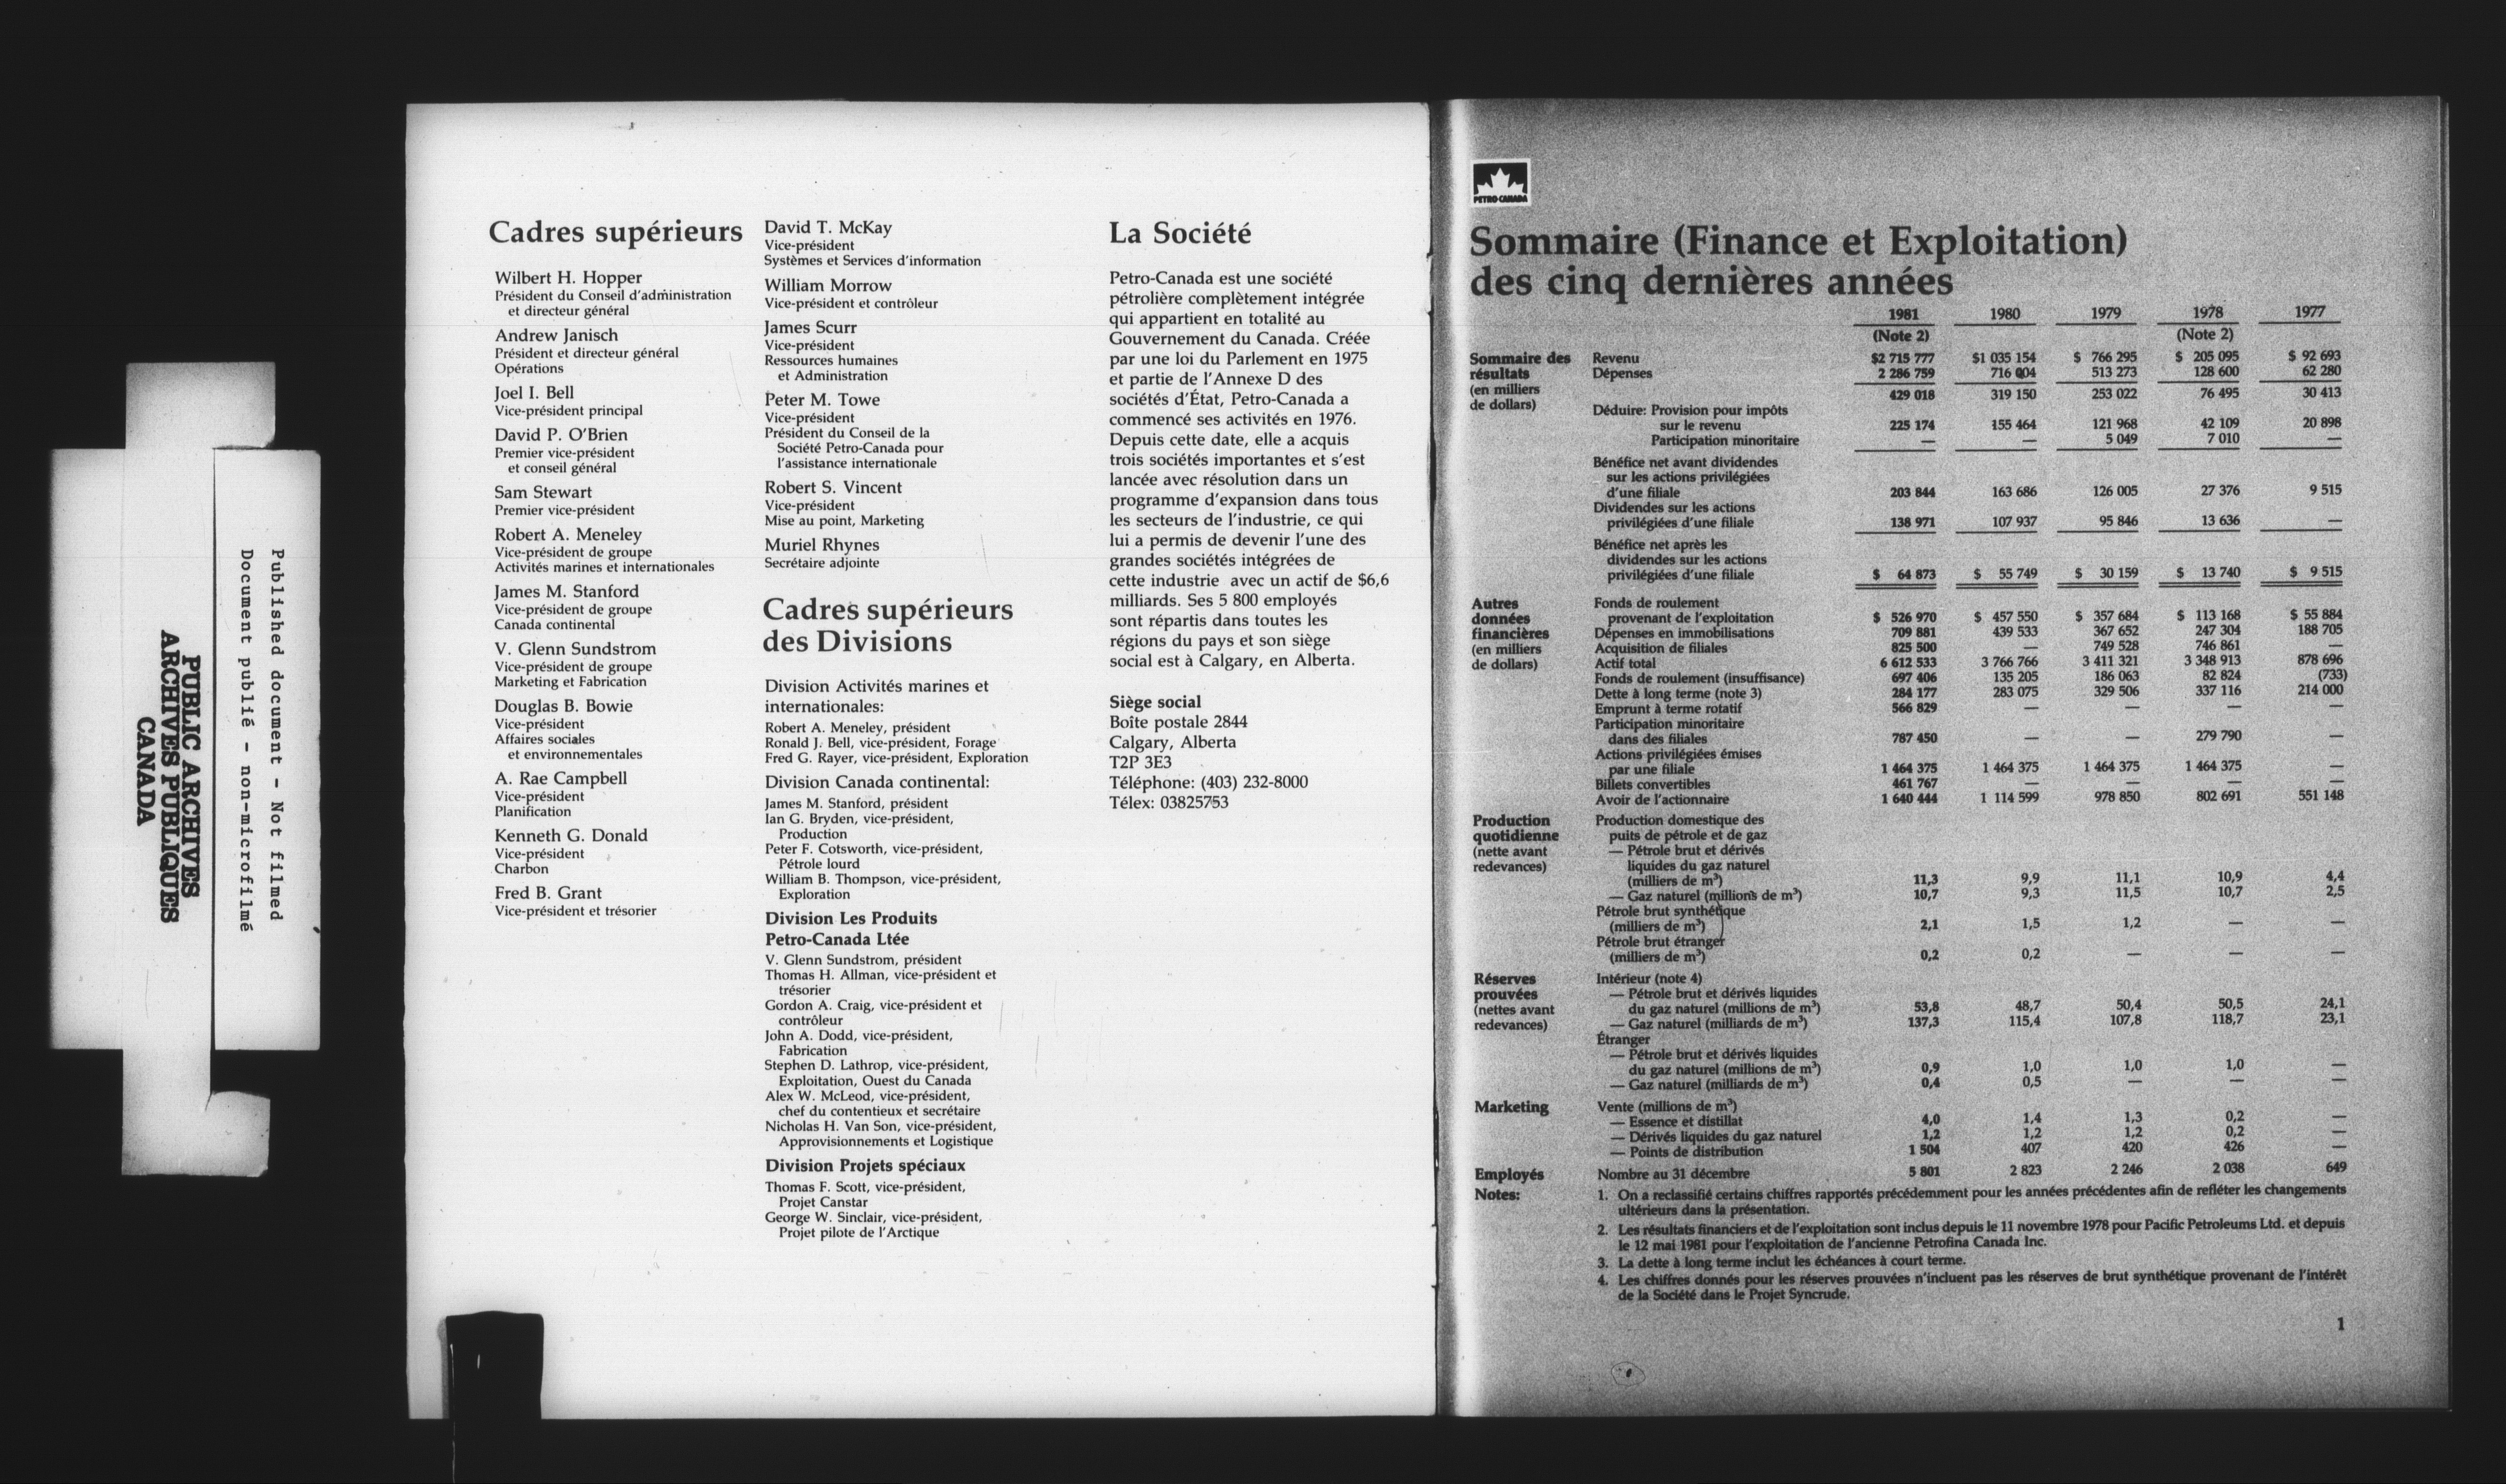 Published document - Not filmed
Document publié - non-microfilmé
PUBLIC ARCHIVES
ARCHIVES PUBLIQUES
CANADA
Cadres supérieurs
Wilbert H. Hopper
Président du Conseil d'administration
et directeur général
Andrew Janisch
Président et directeur général
Opérations
Joel I. Bell
Vice-président principal
David P. O'Brien
Premier vice-président
et conseil général
Sam Stewart
Premier vice-président
Robert A. Meneley
Vice-président de groupe
Activités marines et internationales
James M. Stanford
Vice-président de groupe
Canada continental
V. Glenn Sundstrom
Vice-président de groupe
Marketing et Fabrication
Douglas B. Bowie
Vice-président
Affaires sociales
et environnementales
A. Rae Campbell
Vice-président
Planification
Kenneth G. Donald
Vice-président
Charbon
Fred B. Grant
Vice-président et trésorier
David T. McKay
Vice-président
Systèmes et Services d'information
William Morrow
Vice-président et contrôleur
James Scurr
Vice-président
Ressources humaines
et Administration
Peter M. Towe
Vice-président
Président du Conseil de la
Société Petro-Canada pour
l'assistance internationale
Robert S. Vincent
Vice-président
Mise au point, Marketing
Muriel Rhynes
Secrétaire adjointe
Cadres supérieurs
des Divisions
Division Activités marines et
internationales:
Robert A. Meneley, président
Ronald J. Bell, vice-président, Forage
Fred G. Rayer, vice-président, Exploration
Division Canada continental:
James M. Stanford, président
Ian G. Bryden, vice-président,
Production
Peter F. Cotsworth, vice-président,
Pétrole lourd
William B. Thompson, vice-président,
Exploration
Division Les Produits
Petro-Canada Ltée
V. Glenn Sundstrom, président
Thomas H. Allman, vice-président et
trésorier
Gordon A. Craig, vice-président et
contrôleur
John A. Dodd, vice-président,
Fabrication
Stephen D. Lathrop, vice-président,
Exploitation, Ouest du Canada
Alex W. McLeod, vice-président,
chef du contentieux et secrétaire
Nicholas H. Van Son, vice-président,
Approvisionnements et Logistique
Division Projets spéciaux
Thomas F. Scott, vice-président,
Projet Canstar
George W. Sinclair, vice-président,
Projet pilote de l'Arctique
La Société
Petro-Canada est une société
pétrolière complètement intégrée
qui appartient en totalité au
Gouvernement du Canada. Créée
par une loi du Parlement en 1975
et partie de l'Annexe D des
sociétés d'État, Petro-Canada a
commencé ses activités en 1976.
Depuis cette date, elle a acquis
trois sociétés importantes et s'est
lancée avec résolution dans un
programme d'expansion dans tous
les secteurs de l'industrie, ce qui
lui a permis de devenir l'une des
grandes sociétés intégrées de
cette industrie avec un actif de $6,6
milliards. Ses 5 800 employés
sont répartis dans toutes les
régions du pays et son siège
social est à Calgary, en Alberta.
Siège social
Boîte postale 2844
Calgary, Alberta
T2P 3E3
Téléphone: (403) 232-8000
Télex: 03825753
PETRO-CANADA
Sommaire (Finance et Exploitation)
des cinq dernières années
1981 1980 1979 1978 1977
(Note 2) (Note 2)
Sommaire des Revenu $2 715 777 $1 035 154 $ 766 295 $ 205 095 $ 92 693
résultats Dépenses 2 286 759 716 004 513 273 128 600 62 280
(en milliers 429 018 319 150 253 022 76 495 30 413
de dollars) Déduire: Provision pour impôts
sur le revenu 225 174 155 464 121 968 42 109 20 898
Participation minoritaire — — 5 049 7 010 —
Bénéfice net avant dividendes
sur les actions privilégiées
d'une filiale 203 844 163 686 126 005 27 376 9 515
Dividendes sur les actions
privilégiées d'une filiale 138 971 107 937 95 846 13 636 —
Bénéfice net après les
dividendes sur les actions
privilégiées d'une filiale $ 64 873 $ 55 749 $ 30 159 $ 13 740 $ 9 515
Autres Fonds de roulement
données provenant de l'exploitation $ 526 970 $ 457 550 $ 357 684 $ 113 168 $ 55 884
financières Dépenses en immobilisations 709 881 439 533 367 652 247 304 188 705
(en milliers Acquisition de filiales 825 500 — 749 528 746 861 —
de dollars) Actif total 6 612 533 3 766 766 3 411 321 3 348 913 878 696
Fonds de roulement (insuffisance) 697 406 135 205 186 063 82 824 (733)
Dette à long terme (note 3) 284 177 283 075 329 506 337 116 214 000
Emprunt à terme rotatif 566 829 — — — —
Participation minoritaire
dans des filiales 787 450 — — 279 790 —
Actions privilégiées émises
par une filiale 1 464 375 1 464 375 1 464 375 1 464 375 —
Billets convertibles 461 767 — — — —
Avoir de l'actionnaire 1 640 444 1 114 599 978 850 802 691 551 148
Production Production domestique des
quotidienne puits de pétrole et de gaz
(nette avant — Pétrole brut et dérivés
redevances) liquides du gaz naturel
(milliers de m³) 11,3 9,9 11,1 10,9 4,4
— Gaz naturel (millions de m³) 10,7 9,3 11,5 10,7 2,5
Pétrole brut synthétique
(milliers de m³) 2,1 1,5 1,2 — —
Pétrole brut étranger
(milliers de m³) 0,2 0,2 — — —
Réserves Intérieur (note 4)
prouvées — Pétrole brut et dérivés liquides
(nettes avant du gaz naturel (millions de m³) 53,8 48,7 50,4 50,5 24,1
redevances) — Gaz naturel (milliards de m³) 137,3 115,4 107,8 118,7 23,1
Étranger
— Pétrole brut et dérivés liquides
du gaz naturel (millions de m³) 0,9 1,0 1,0 1,0 —
— Gaz naturel (milliards de m³) 0,4 0,5 — — —
Marketing Vente (millions de m³)
— Essence et distillat 4,0 1,4 1,3 0,2 —
— Dérivés liquides du gaz naturel 1,2 1,2 1,2 0,2 —
— Points de distribution 1 504 407 420 426 —
Employés Nombre au 31 décembre 5 801 2 823 2 246 2 038 649
Notes: 1. On a reclassifié certains chiffres rapportés précédemment pour les années précédentes afin de refléter les changements
ultérieurs dans la présentation.
2. Les résultats financiers et de l'exploitation sont inclus depuis le 11 novembre 1978 pour Pacific Petroleums Ltd. et depuis
le 12 mai 1981 pour l'exploitation de l'ancienne Petrofina Canada Inc.
3. La dette à long terme inclut les échéances à court terme.
4. Les chiffres donnés pour les réserves prouvées n'incluent pas les réserves de brut synthétique provenant de l'intérêt
de la Société dans le Projet Syncrude.
1